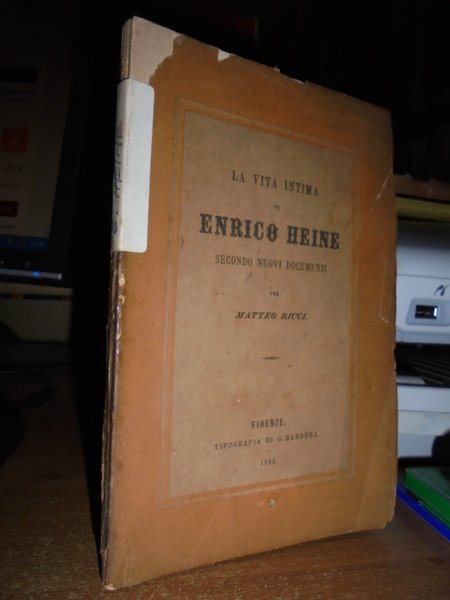 LA VITA INTIMA
DI
ENRICO HEINE
SECONDO NUOVI DOCUMENTI
PER
MATTEO RICCI.
FIRENZE,
TIPOGRAFIA DI G. BARBÈRA.